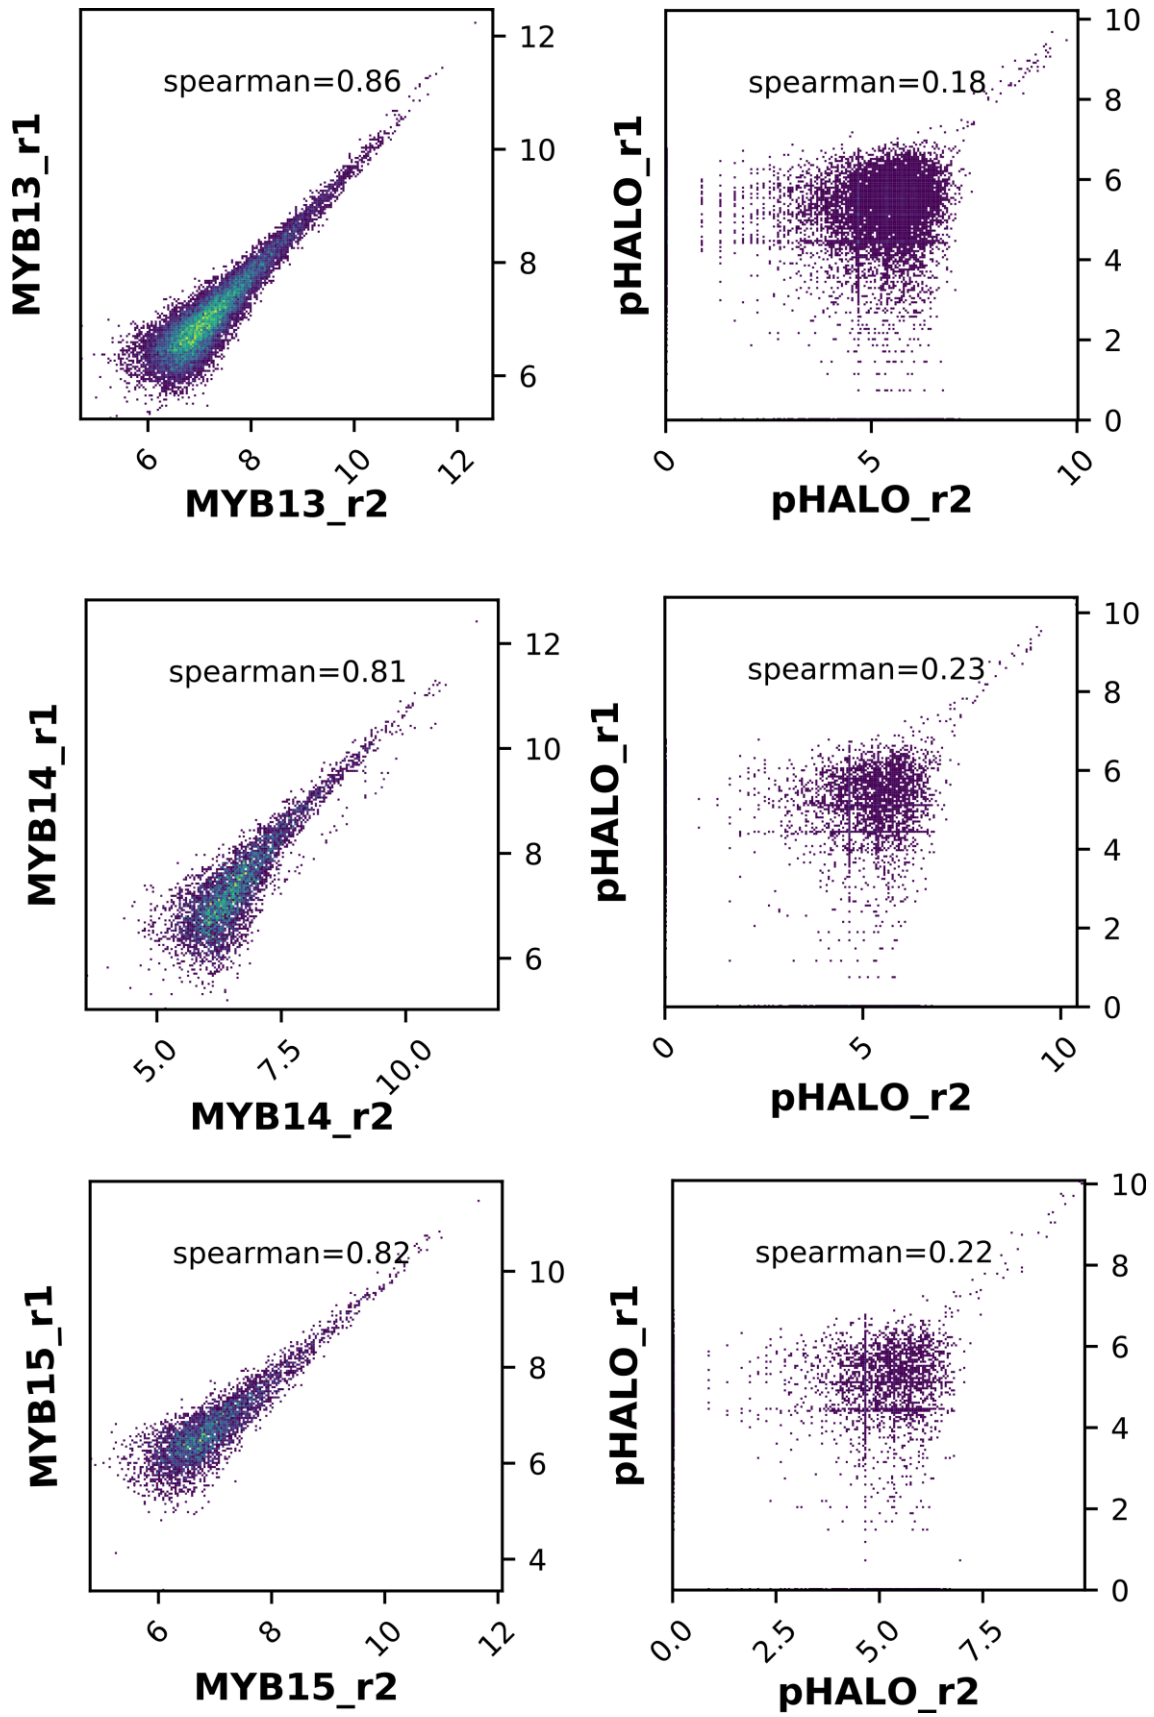 spearman=0.86
MYB13_r1
12
10
8
6
6
8
10
12
MYB13_r2
spearman=0.18
pHALO_r1
10
8
6
4
2
0
0
5
10
pHALO_r2
spearman=0.81
MYB14_r1
12
10
8
6
5.0
7.5
10.0
MYB14_r2
spearman=0.23
pHALO_r1
10
8
6
4
2
0
0
5
10
pHALO_r2
spearman=0.82
MYB15_r1
10
8
6
4
6
8
10
12
MYB15_r2
spearman=0.22
pHALO_r1
10
8
6
4
2
0
0.0
2.5
5.0
7.5
pHALO_r2